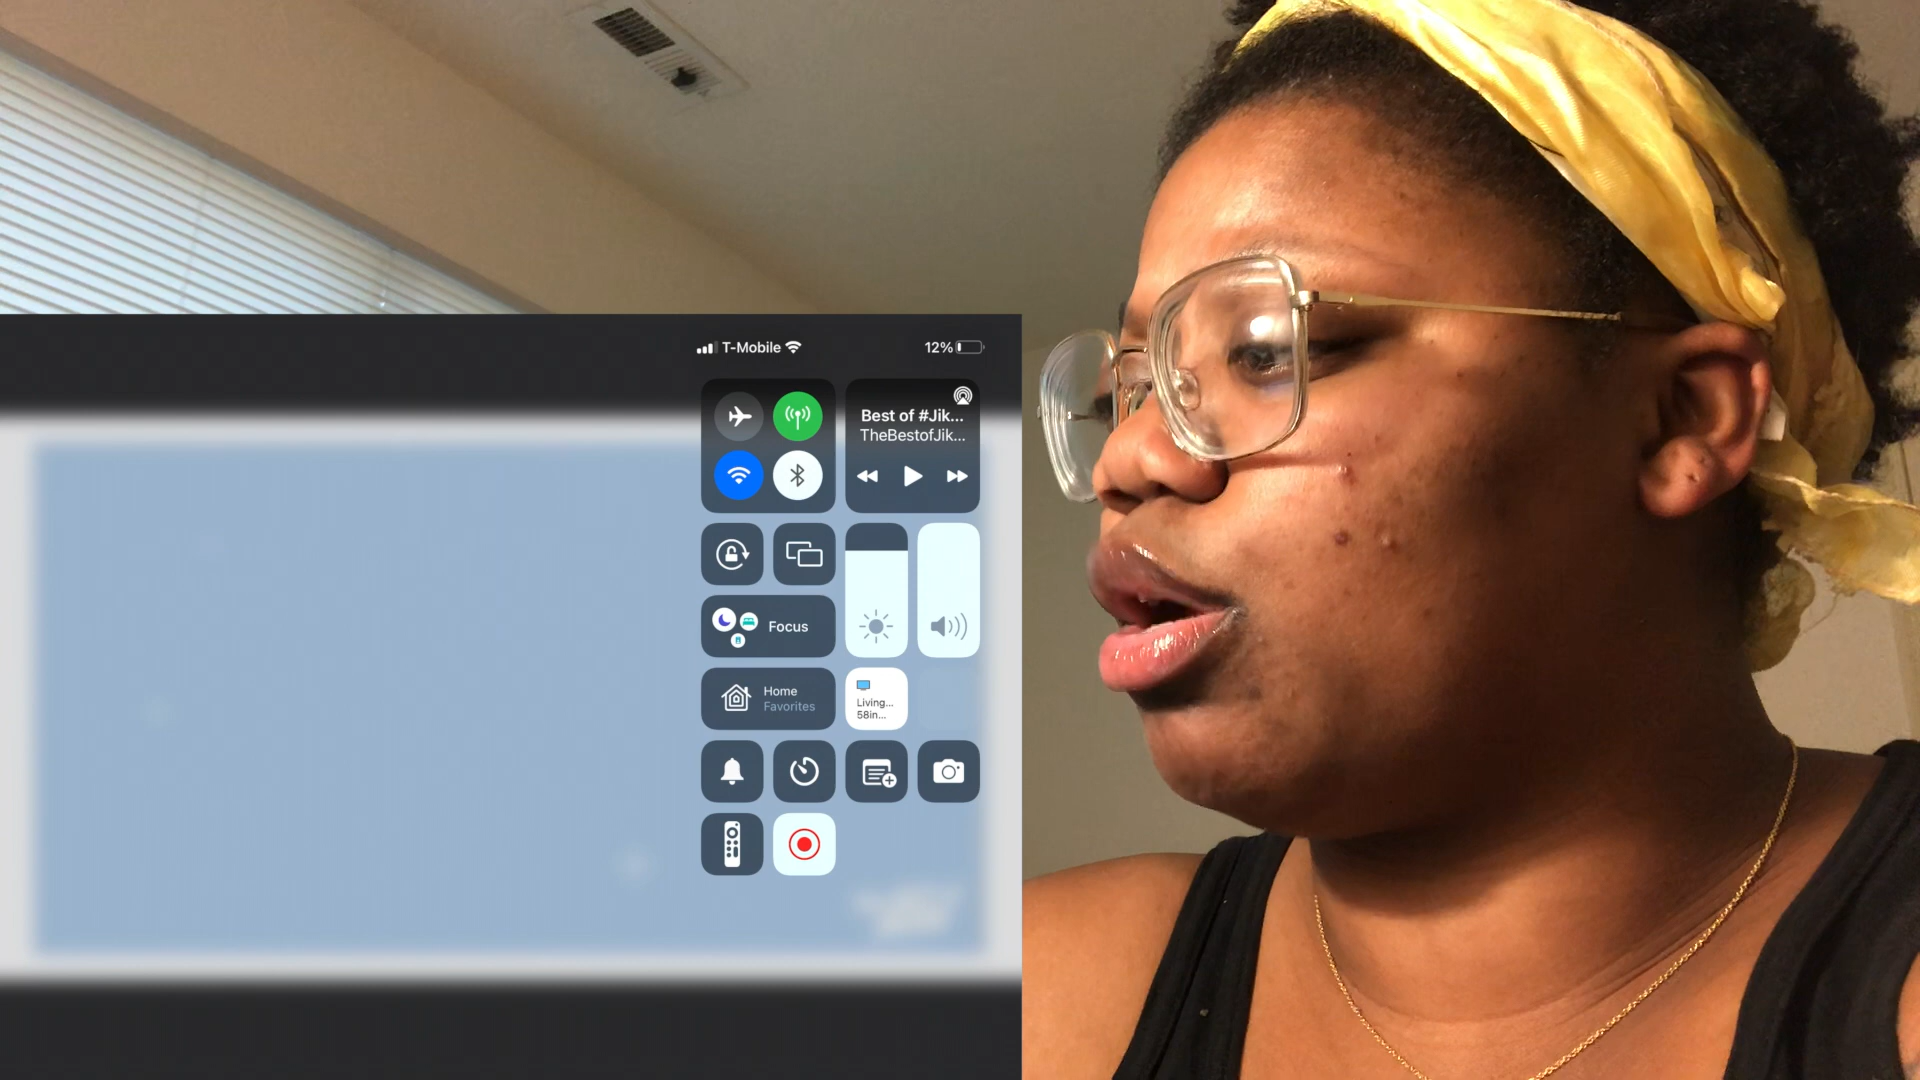 T-Mobile
12%
Best of #Jik...
TheBestofJik...
Focus
Home
Favorites
Living...
58in...